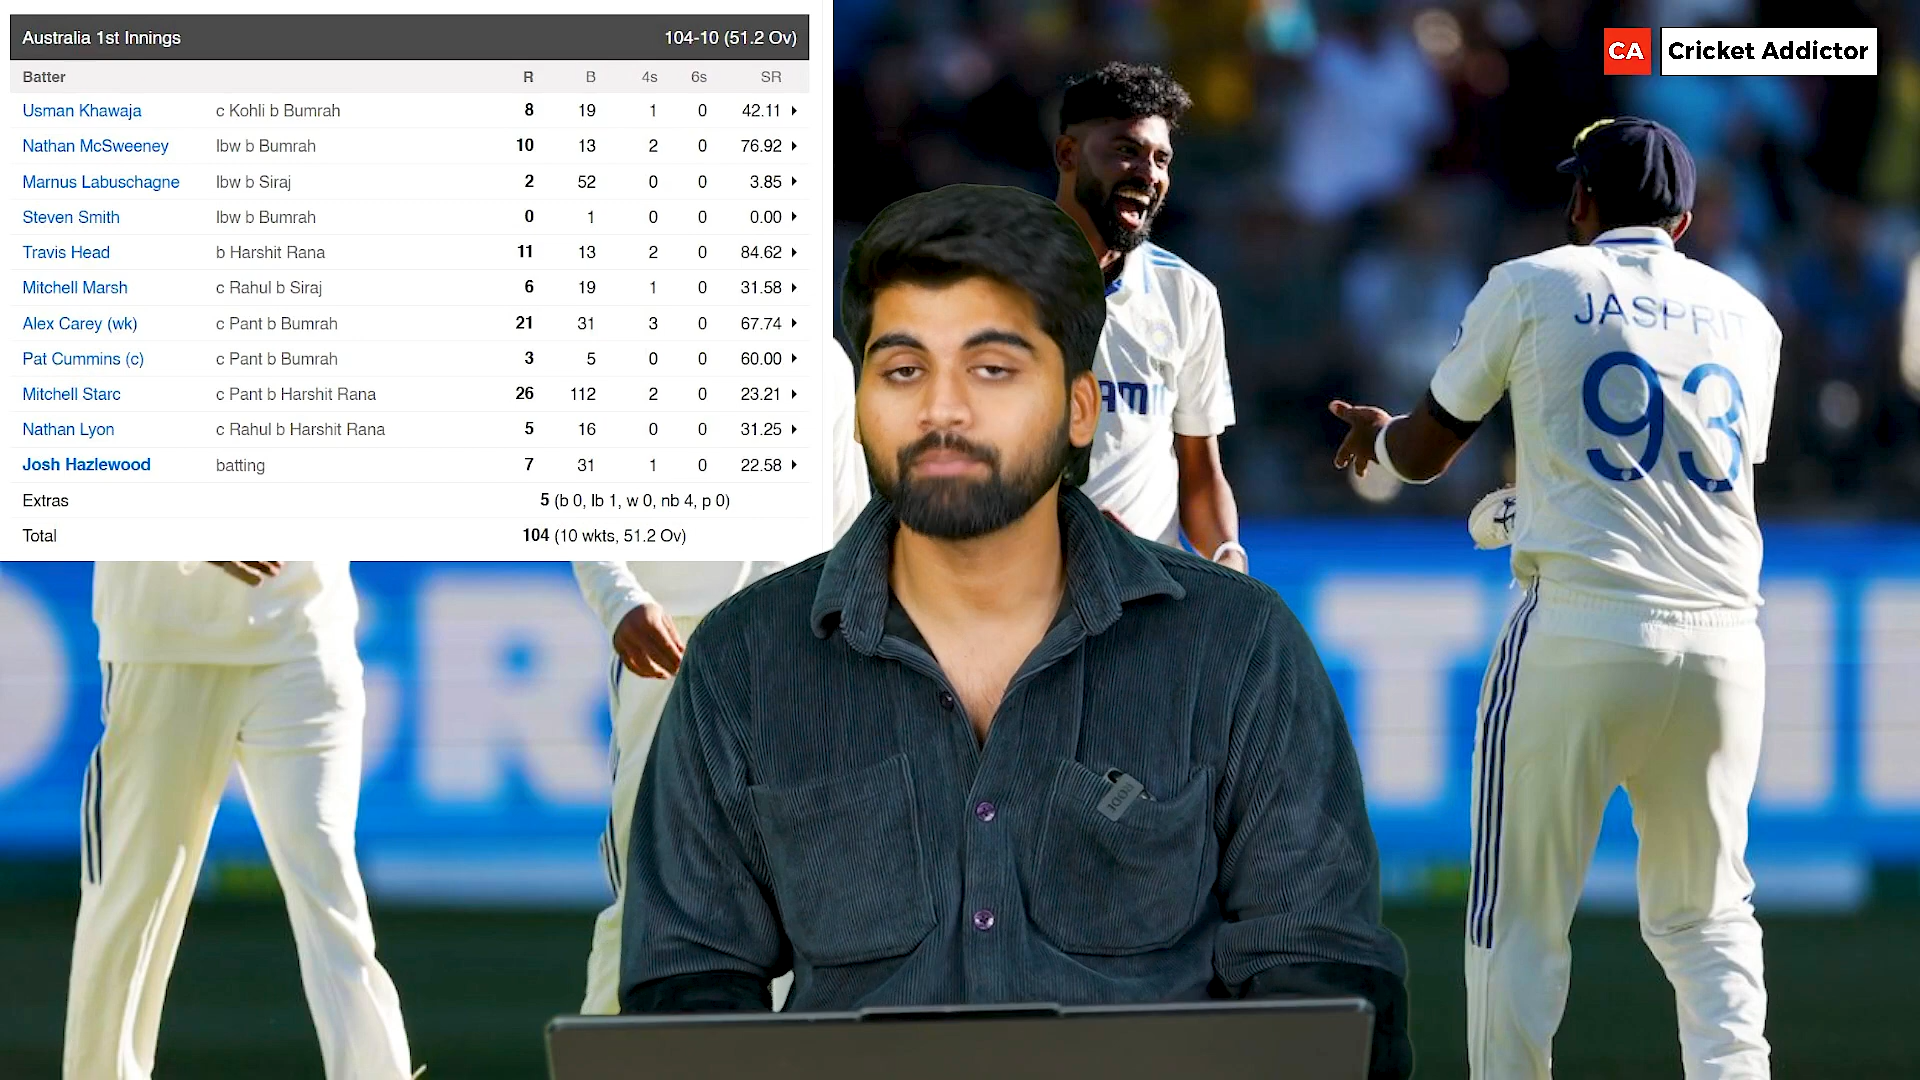 Australia 1st Innings 104-10 (51.2 Ov)
Batter R B 4s 6s SR
Usman Khawaja c Kohli b Bumrah 8 19 1 0 42.11
Nathan McSweeney lbw b Bumrah 10 13 2 0 76.92
Marnus Labuschagne lbw b Siraj 2 52 0 0 3.85
Steven Smith lbw b Bumrah 0 1 0 0 0.00
Travis Head b Harshit Rana 11 13 2 0 84.62
Mitchell Marsh c Rahul b Siraj 6 19 1 0 31.58
Alex Carey (wk) c Pant b Bumrah 21 31 3 0 67.74
Pat Cummins (c) c Pant b Bumrah 3 5 0 0 60.00
Mitchell Starc c Pant b Harshit Rana 26 112 2 0 23.21
Nathan Lyon c Rahul b Harshit Rana 5 16 0 0 31.25
Josh Hazlewood batting 7 31 1 0 22.58
Extras 5 (b 0, lb 1, w 0, nb 4, p 0)
Total 104 (10 wkts, 51.2 Ov)
CA Cricket Addictor
JASPRIT
93